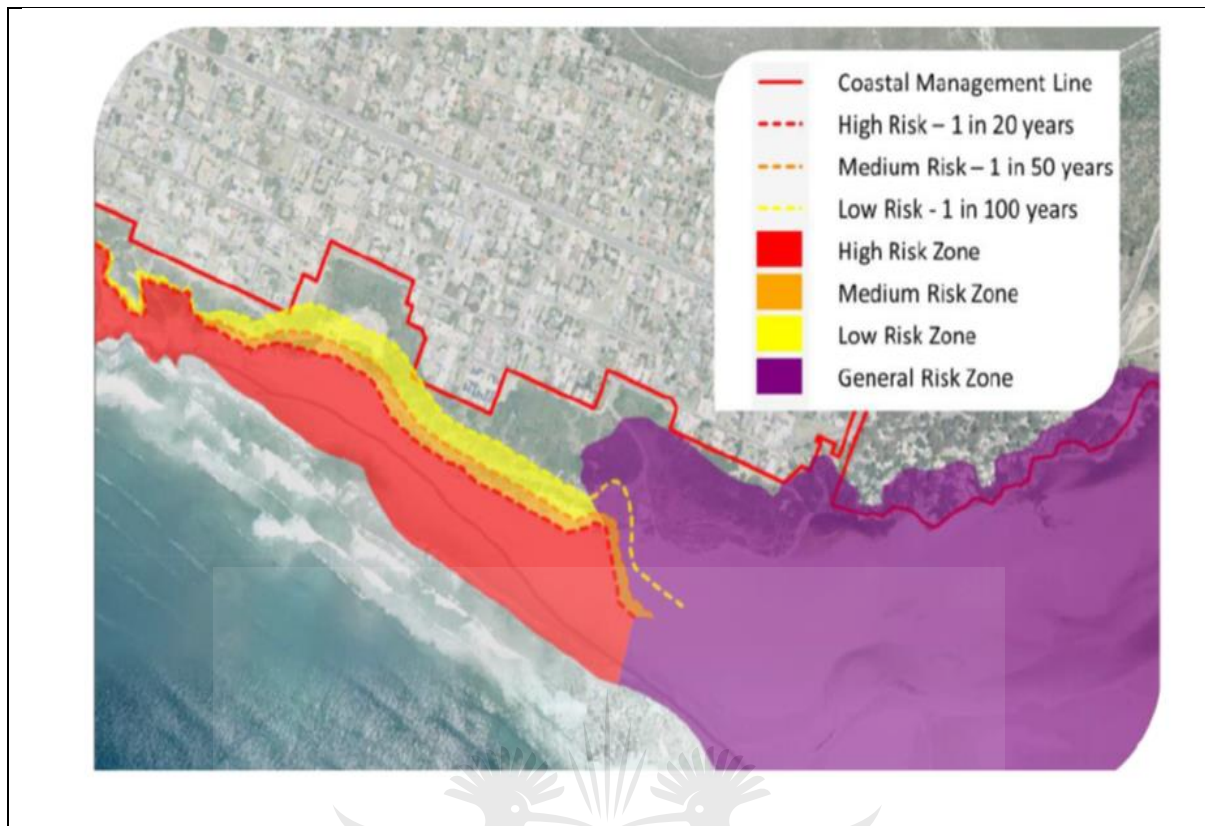 Coastal Management Line
High Risk – 1 in 20 years
Medium Risk – 1 in 50 years
Low Risk - 1 in 100 years
High Risk Zone
Medium Risk Zone
Low Risk Zone
General Risk Zone